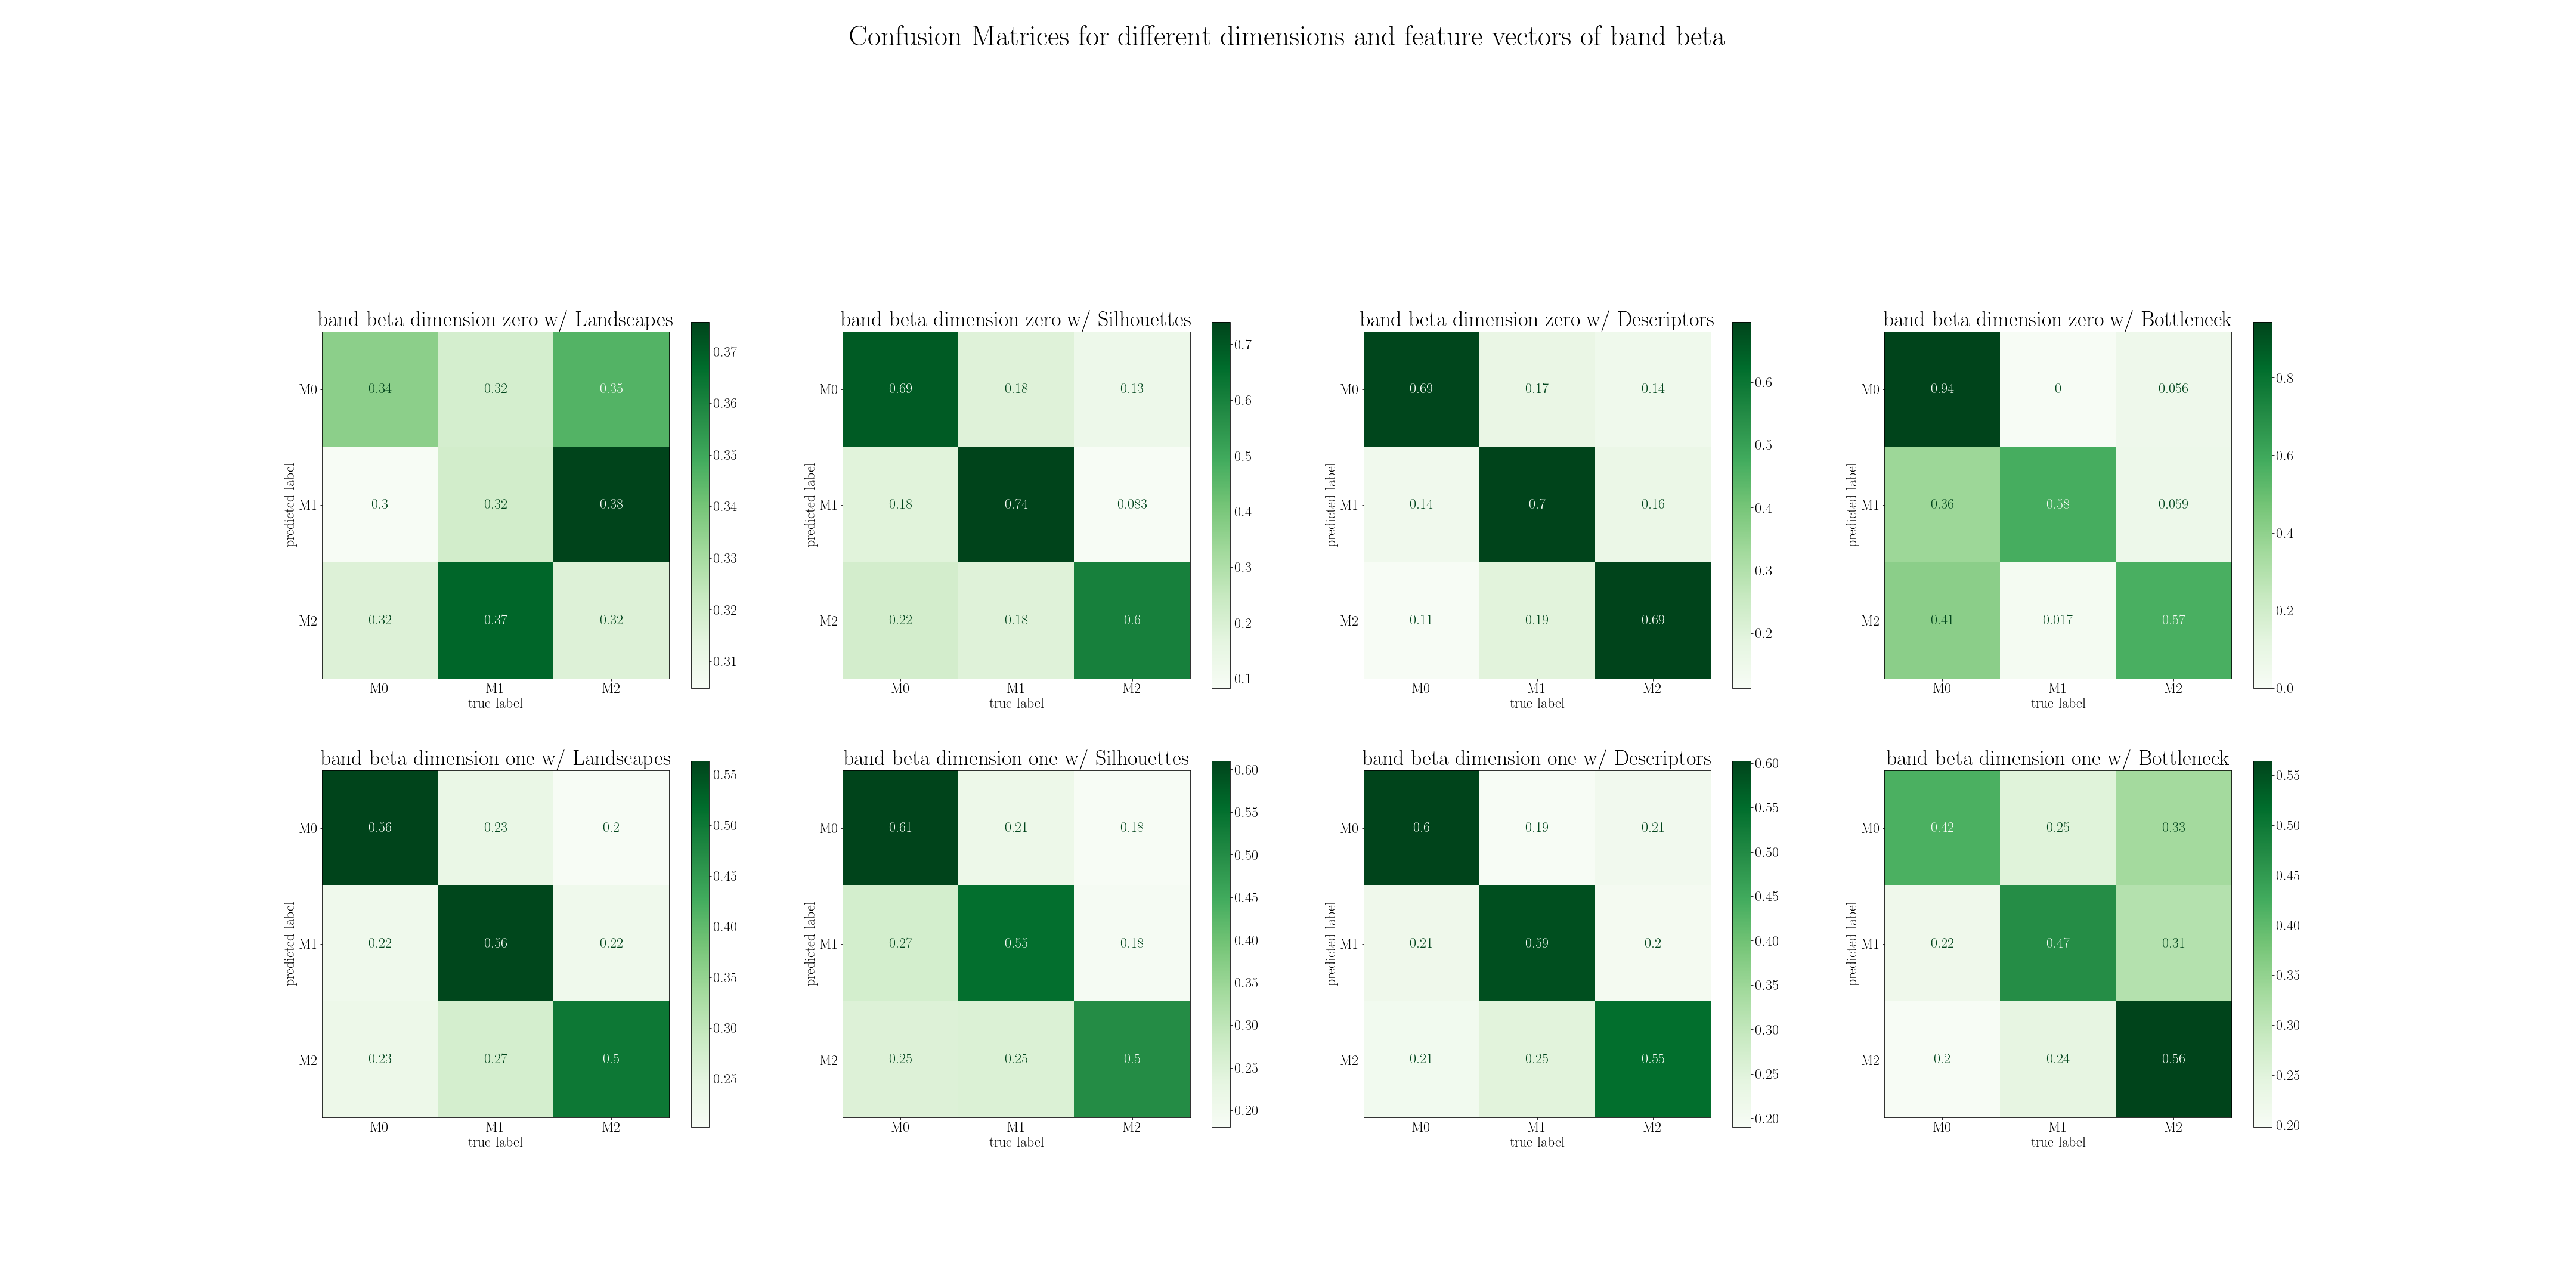 Confusion Matrices for different dimensions and feature vectors of band beta
band beta dimension zero w/ Landscapes
predicted label
M0 0.34 0.32 0.35
M1 0.3 0.32 0.38
M2 0.32 0.37 0.32
M0 M1 M2
true label
0.37
0.36
0.35
0.34
0.33
0.32
0.31
band beta dimension zero w/ Silhouettes
predicted label
M0 0.69 0.18 0.13
M1 0.18 0.74 0.083
M2 0.22 0.18 0.6
M0 M1 M2
true label
0.7
0.6
0.5
0.4
0.3
0.2
0.1
band beta dimension zero w/ Descriptors
predicted label
M0 0.69 0.17 0.14
M1 0.14 0.7 0.16
M2 0.11 0.19 0.69
M0 M1 M2
true label
0.6
0.5
0.4
0.3
0.2
band beta dimension zero w/ Bottleneck
predicted label
M0 0.94 0 0.056
M1 0.36 0.58 0.059
M2 0.41 0.017 0.57
M0 M1 M2
true label
0.8
0.6
0.4
0.2
0.0
band beta dimension one w/ Landscapes
predicted label
M0 0.56 0.23 0.2
M1 0.22 0.56 0.22
M2 0.23 0.27 0.5
M0 M1 M2
true label
0.55
0.50
0.45
0.40
0.35
0.30
0.25
band beta dimension one w/ Silhouettes
predicted label
M0 0.61 0.21 0.18
M1 0.27 0.55 0.18
M2 0.25 0.25 0.5
M0 M1 M2
true label
0.60
0.55
0.50
0.45
0.40
0.35
0.30
0.25
0.20
band beta dimension one w/ Descriptors
predicted label
M0 0.6 0.19 0.21
M1 0.21 0.59 0.2
M2 0.21 0.25 0.55
M0 M1 M2
true label
0.60
0.55
0.50
0.45
0.40
0.35
0.30
0.25
0.20
band beta dimension one w/ Bottleneck
predicted label
M0 0.42 0.25 0.33
M1 0.22 0.47 0.31
M2 0.2 0.24 0.56
M0 M1 M2
true label
0.55
0.50
0.45
0.40
0.35
0.30
0.25
0.20